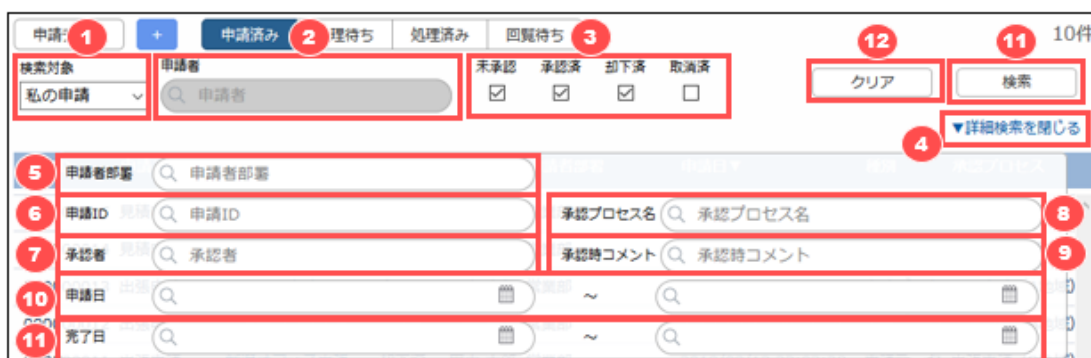 申請 1 + 申請済み 2 理待ち 処理済み 回覧待ち 3 12 11 10件
検索対象 申請者 未承認 承認済 却下済 取消済
私の申請 申請者 クリア 検索
4 ▼詳細検索を閉じる
5 申請者部署 申請者部署
6 申請ID 申請ID 承認プロセス名 承認プロセス名 8
7 承認者 承認者 承認時コメント 承認時コメント 9
10 申請日 ~
11 完了日 ~